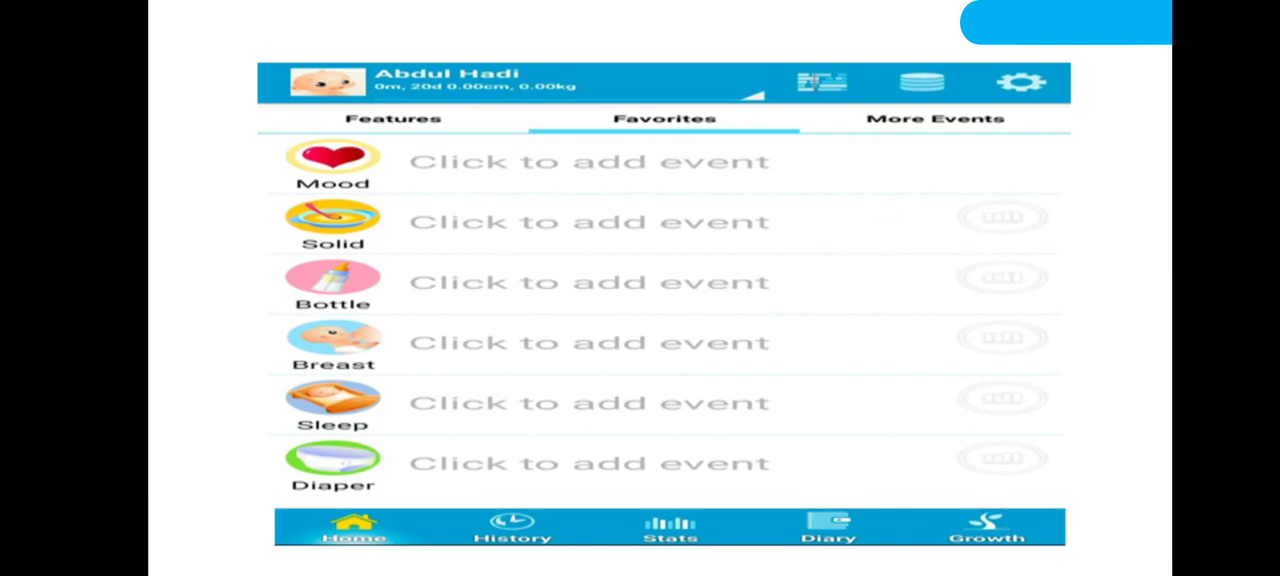 Abdul Hadi
0m, 20d 0.00cm, 0.00kg
Features Favorites More Events
Click to add event
Mood
Click to add event
Solid
Click to add event
Bottle
Click to add event
Breast
Click to add event
Sleep
Click to add event
Diaper
Home History Stats Diary Growth